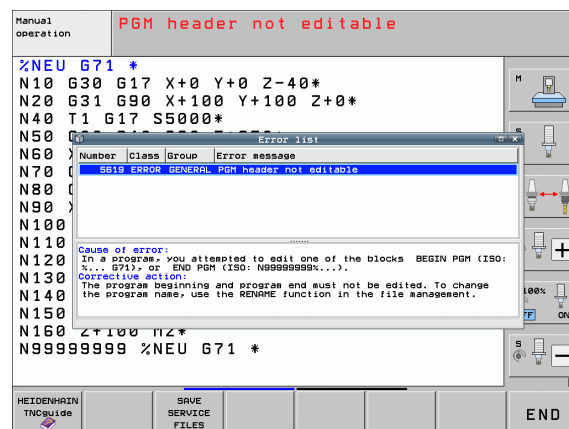 Manual
operation
PGM header not editable
%NEU G71 *
N10 G30 G17 X+0 Y+0 Z-40*
N20 G31 G90 X+100 Y+100 Z+0*
N40 T1 G17 S5000*
N50
N60
N70
N80
N90
N100
N110
N120
N130
N140
N150
N160 Z+100 M2*
N99999999 %NEU G71 *
Error list
Number Class Group Error message
5619 ERROR GENERAL PGM header not editable
Cause of error:
In a program, you attempted to edit one of the blocks BEGIN PGM (ISO:
%... G71), or END PGM (ISO: N99999999%...).
Corrective action:
The program beginning and program end must not be edited. To change
the program name, use the RENAME function in the file management.
M
S
100%
OFF ON
S
HEIDENHAIN
TNCguide
SAVE
SERVICE
FILES
END